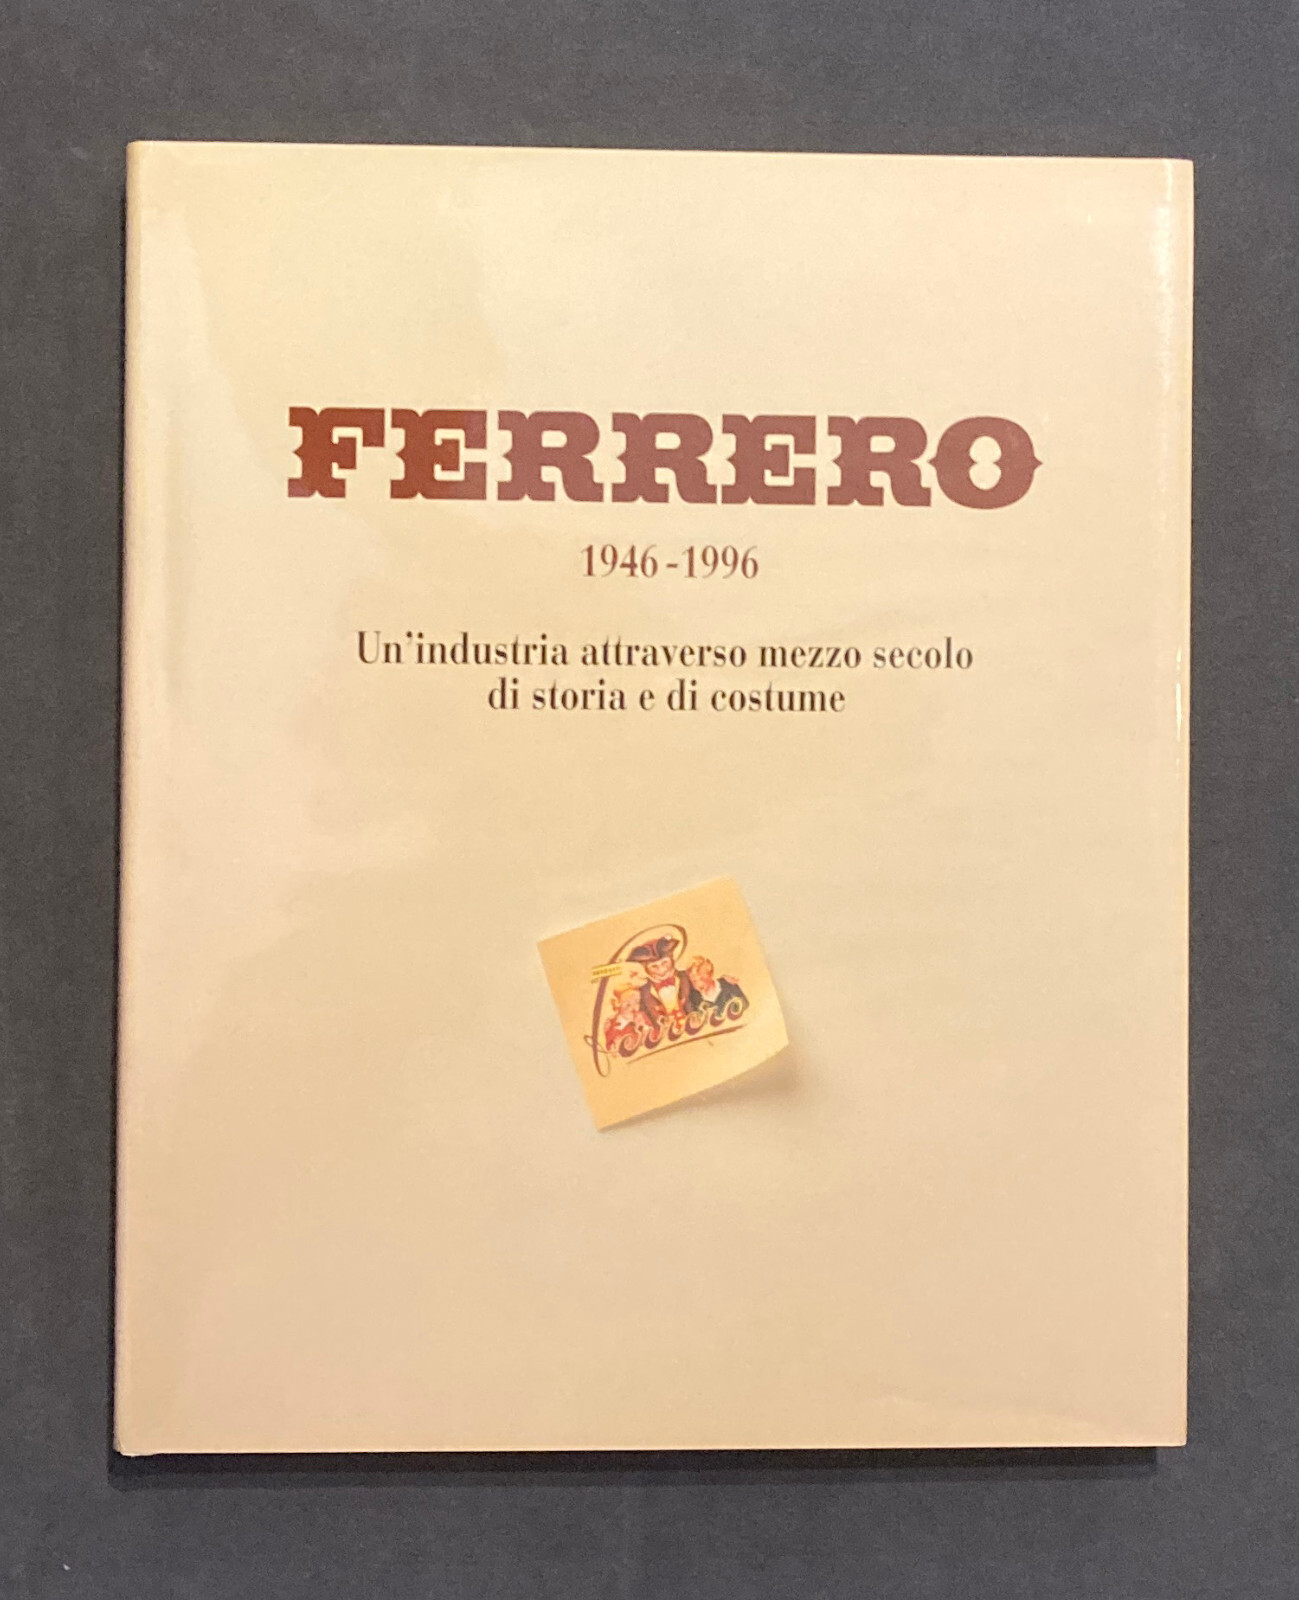 FERRERO
1946-1996
Un'industria attraverso mezzo secolo
di storia e di costume
Ferrero